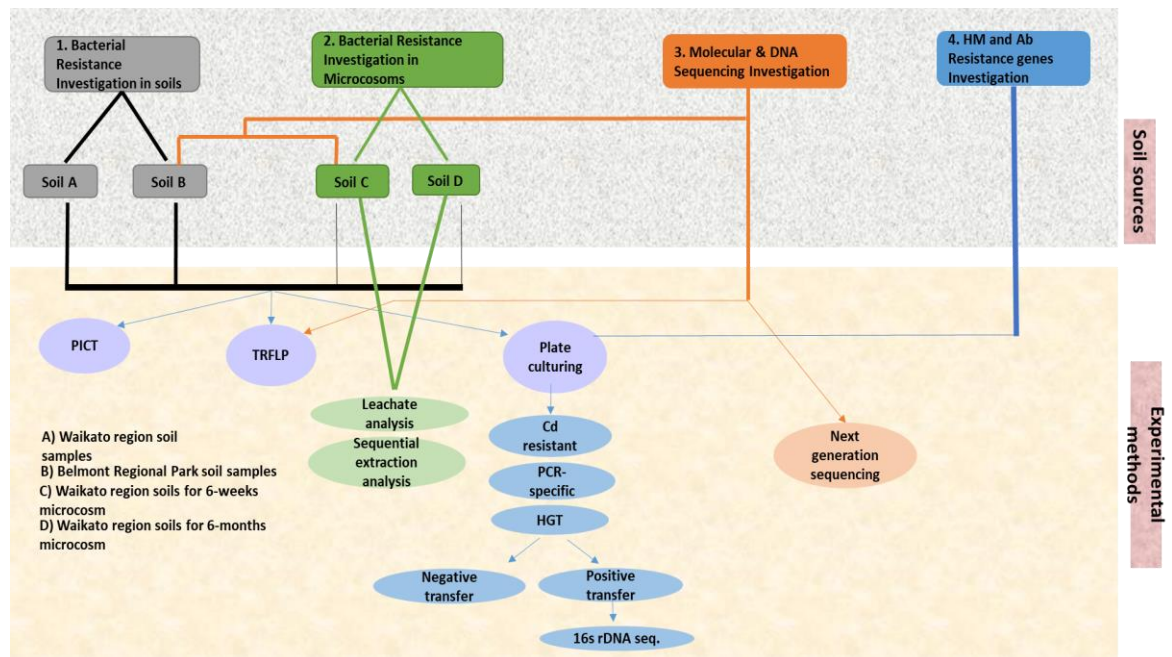 1. Bacterial
Resistance
Investigation in soils
2. Bacterial Resistance
Investigation in
Microcosoms
3. Molecular & DNA
Sequencing Investigation
4. HM and Ab
Resistance genes
Investigation
Soil A
Soil B
Soil C
Soil D
Soil sources
PICT
TRFLP
Plate
culturing
Leachate
analysis
Sequential
extraction
analysis
Cd
resistant
PCR-
specific
HGT
Negative
transfer
Positive
transfer
16s rDNA seq.
Next
generation
sequencing
A) Waikato region soil
samples
B) Belmont Regional Park soil samples
C) Waikato region soils for 6-weeks
microcosm
D) Waikato region soils for 6-months
microcosm
Experimental
methods